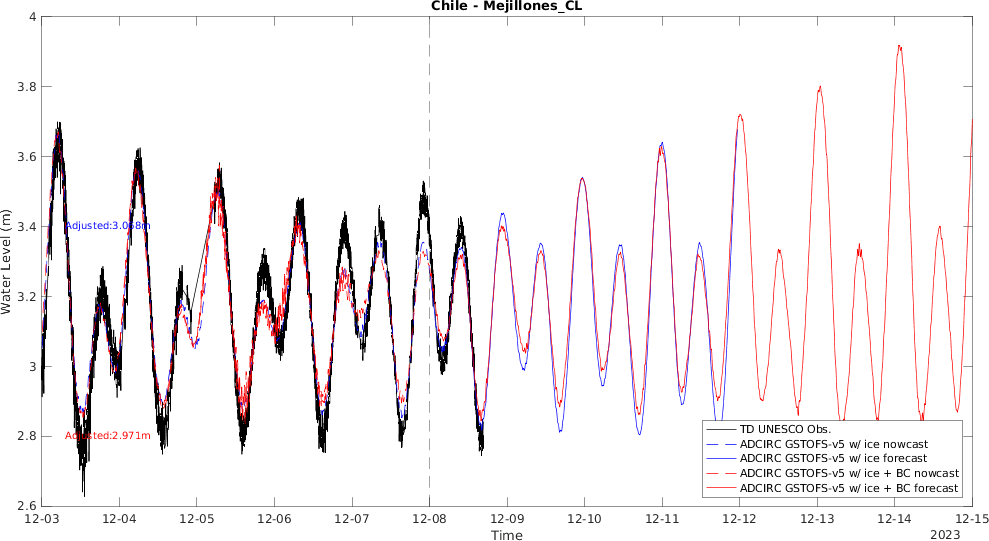 Chile - Mejillones_CL
4
3.8
3.6
3.4
3.2
3
2.8
2.6
Water Level (m)
Adjusted:3.068m
Adjusted:2.971m
TD UNESCO Obs.
ADCIRC GSTOFS-v5 w/ ice nowcast
ADCIRC GSTOFS-v5 w/ ice forecast
ADCIRC GSTOFS-v5 w/ ice + BC nowcast
ADCIRC GSTOFS-v5 w/ ice + BC forecast
12-03 12-04 12-05 12-06 12-07 12-08 12-09 12-10 12-11 12-12 12-13 12-14 12-15
Time
2023